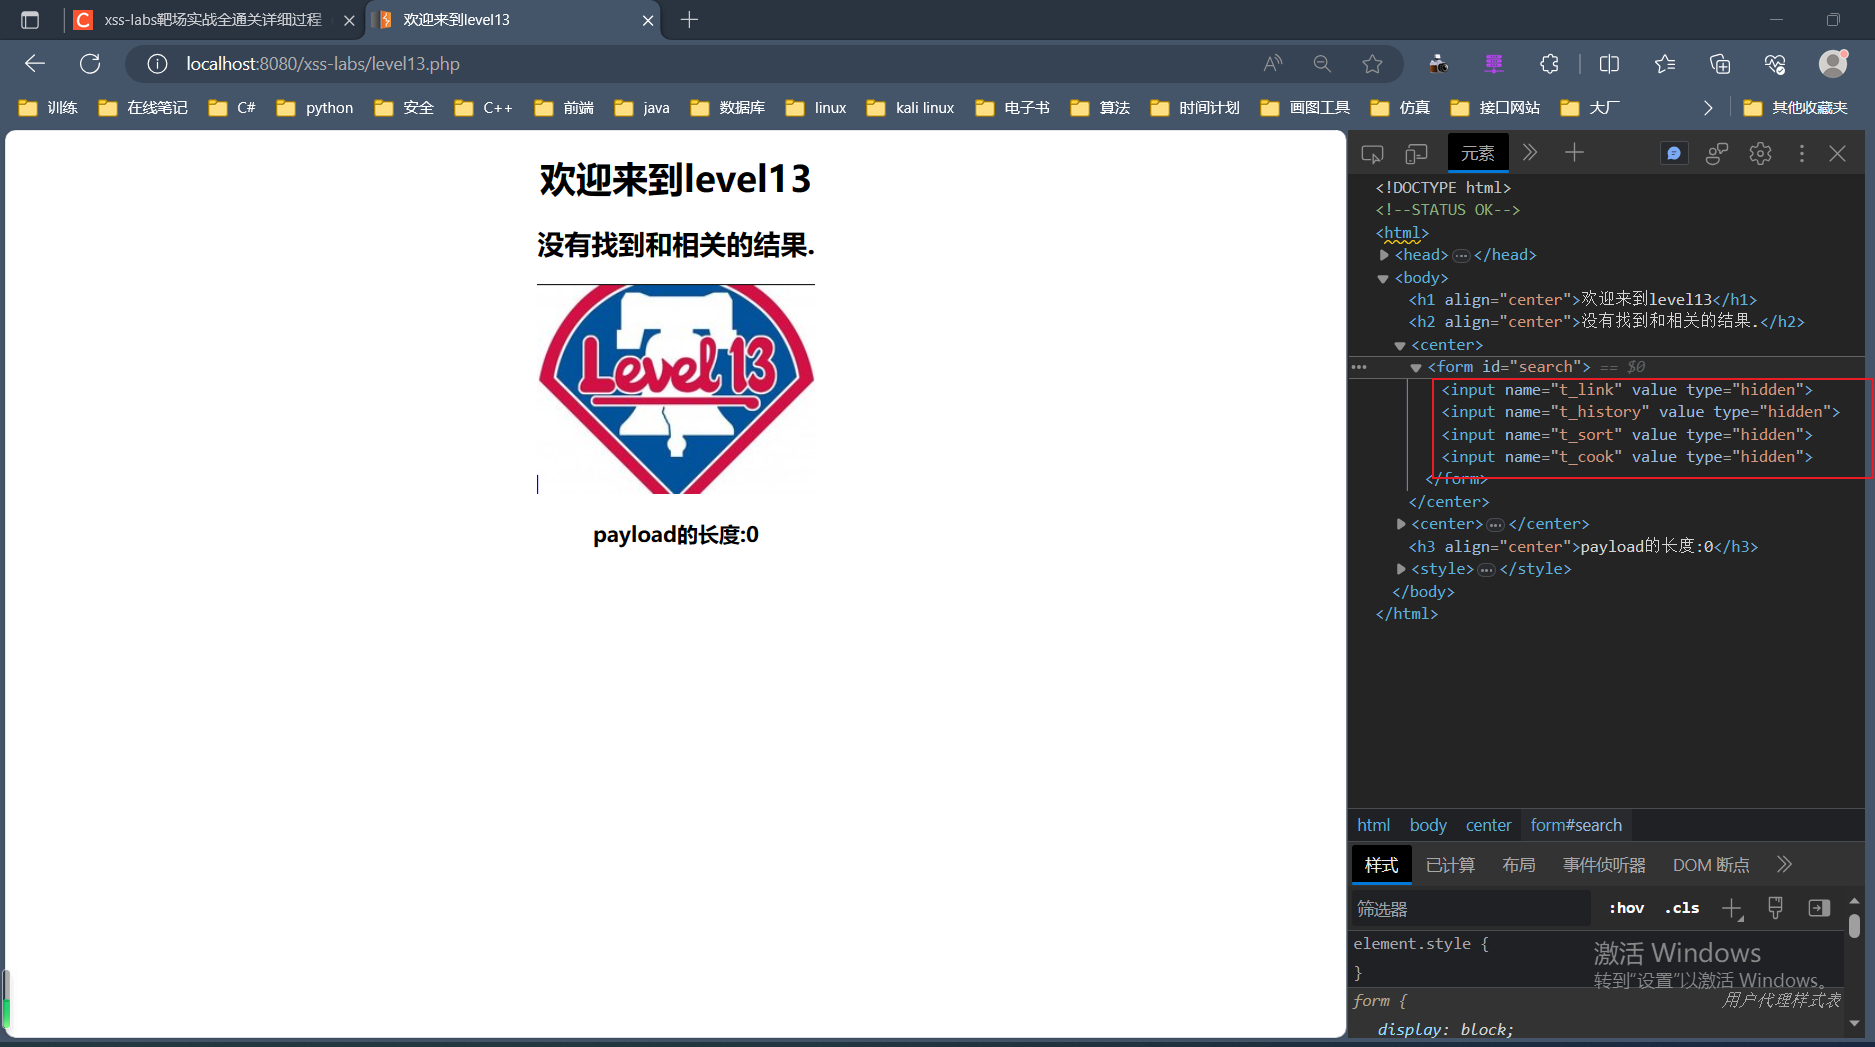 xss-labs靶场实战全通关详细过程
欢迎来到level13
localhost:8080/xss-labs/level13.php
训练 在线笔记 C# python 安全 C++ 前端 java 数据库 linux kali linux 电子书 算法 时间计划 画图工具 仿真 接口网站 大厂 其他收藏夹
欢迎来到level13
没有找到和相关的结果.
Level 13
payload的长度:0
元素
<!DOCTYPE html>
<!--STATUS OK-->
<html>
<head> ... </head>
<body>
<h1 align="center">欢迎来到level13</h1>
<h2 align="center">没有找到和相关的结果.</h2>
<center>
<form id="search"> == $0
<input name="t_link" value type="hidden">
<input name="t_history" value type="hidden">
<input name="t_sort" value type="hidden">
<input name="t_cook" value type="hidden">
</form>
</center>
<center> ... </center>
<h3 align="center">payload的长度:0</h3>
<style> ... </style>
</body>
</html>
html body center form#search
样式 已计算 布局 事件侦听器 DOM 断点
筛选器 :hov .cls
element.style {
}
激活 Windows
转到"设置"以激活 Windows。
form { 用户代理样式表
display: block;